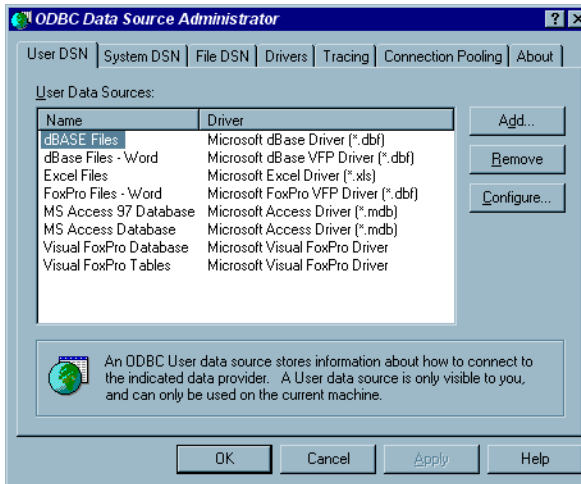 ODBC Data Source Administrator
User DSN System DSN File DSN Drivers Tracing Connection Pooling About
User Data Sources:
Name Driver
dBASE Files Microsoft dBase Driver (*.dbf)
dBase Files - Word Microsoft dBase VFP Driver (*.dbf)
Excel Files Microsoft Excel Driver (*.xls)
FoxPro Files - Word Microsoft FoxPro VFP Driver (*.dbf)
MS Access 97 Database Microsoft Access Driver (*.mdb)
MS Access Database Microsoft Access Driver (*.mdb)
Visual FoxPro Database Microsoft Visual FoxPro Driver
Visual FoxPro Tables Microsoft Visual FoxPro Driver
Add...
Remove
Configure...
An ODBC User data source stores information about how to connect to
the indicated data provider. A User data source is only visible to you,
and can only be used on the current machine.
OK Cancel Apply Help